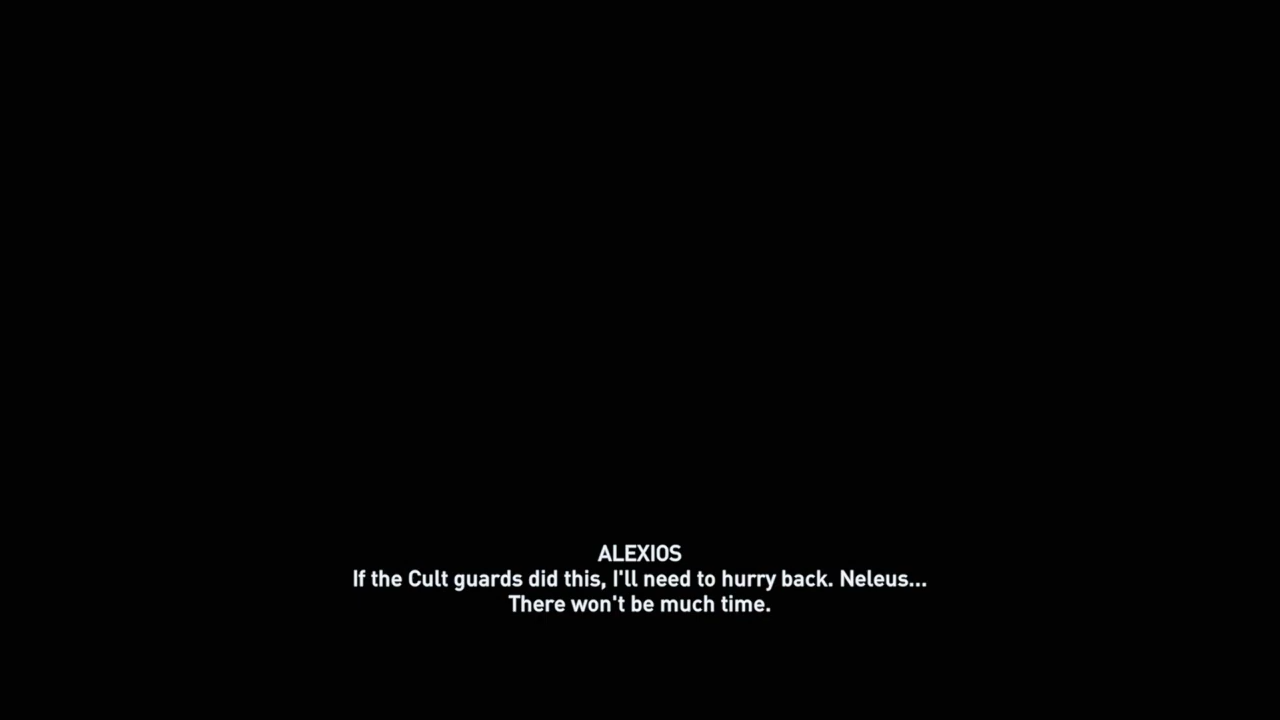 ALEXIOS
If the Cult guards did this, I'll need to hurry back. Neleus...
There won't be much time.